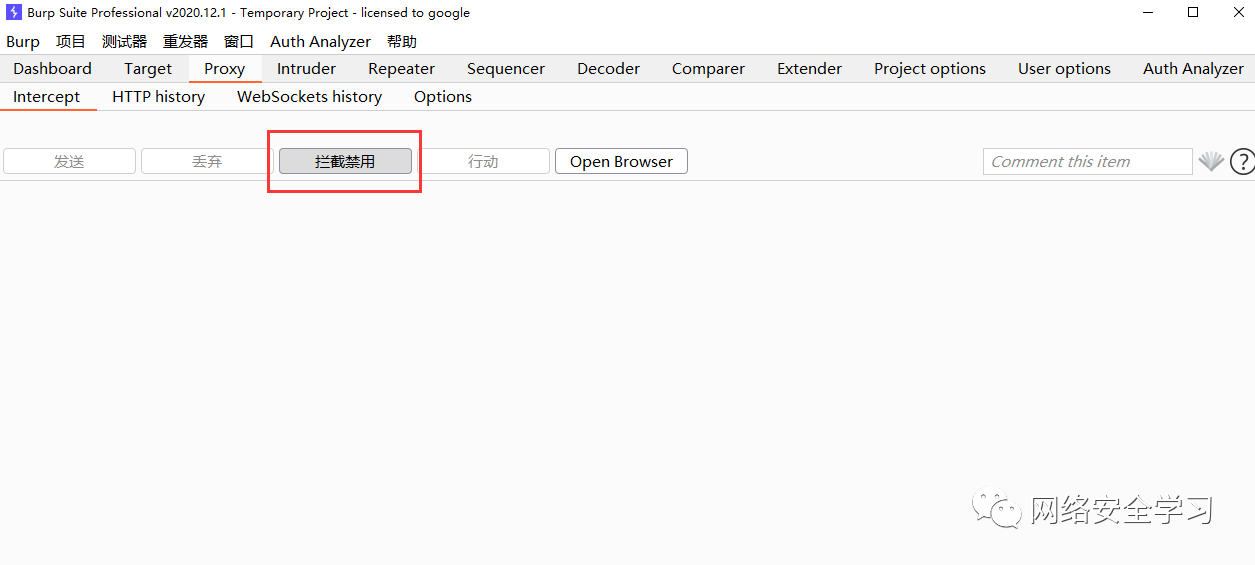 Burp Suite Professional v2020.12.1 - Temporary Project - licensed to google
Burp 项目 测试器 重发器 窗口 Auth Analyzer 帮助
Dashboard Target Proxy Intruder Repeater Sequencer Decoder Comparer Extender Project options User options Auth Analyzer
Intercept HTTP history WebSockets history Options
发送 丢弃 拦截禁用 行动 Open Browser Comment this item ?
网络安全学习